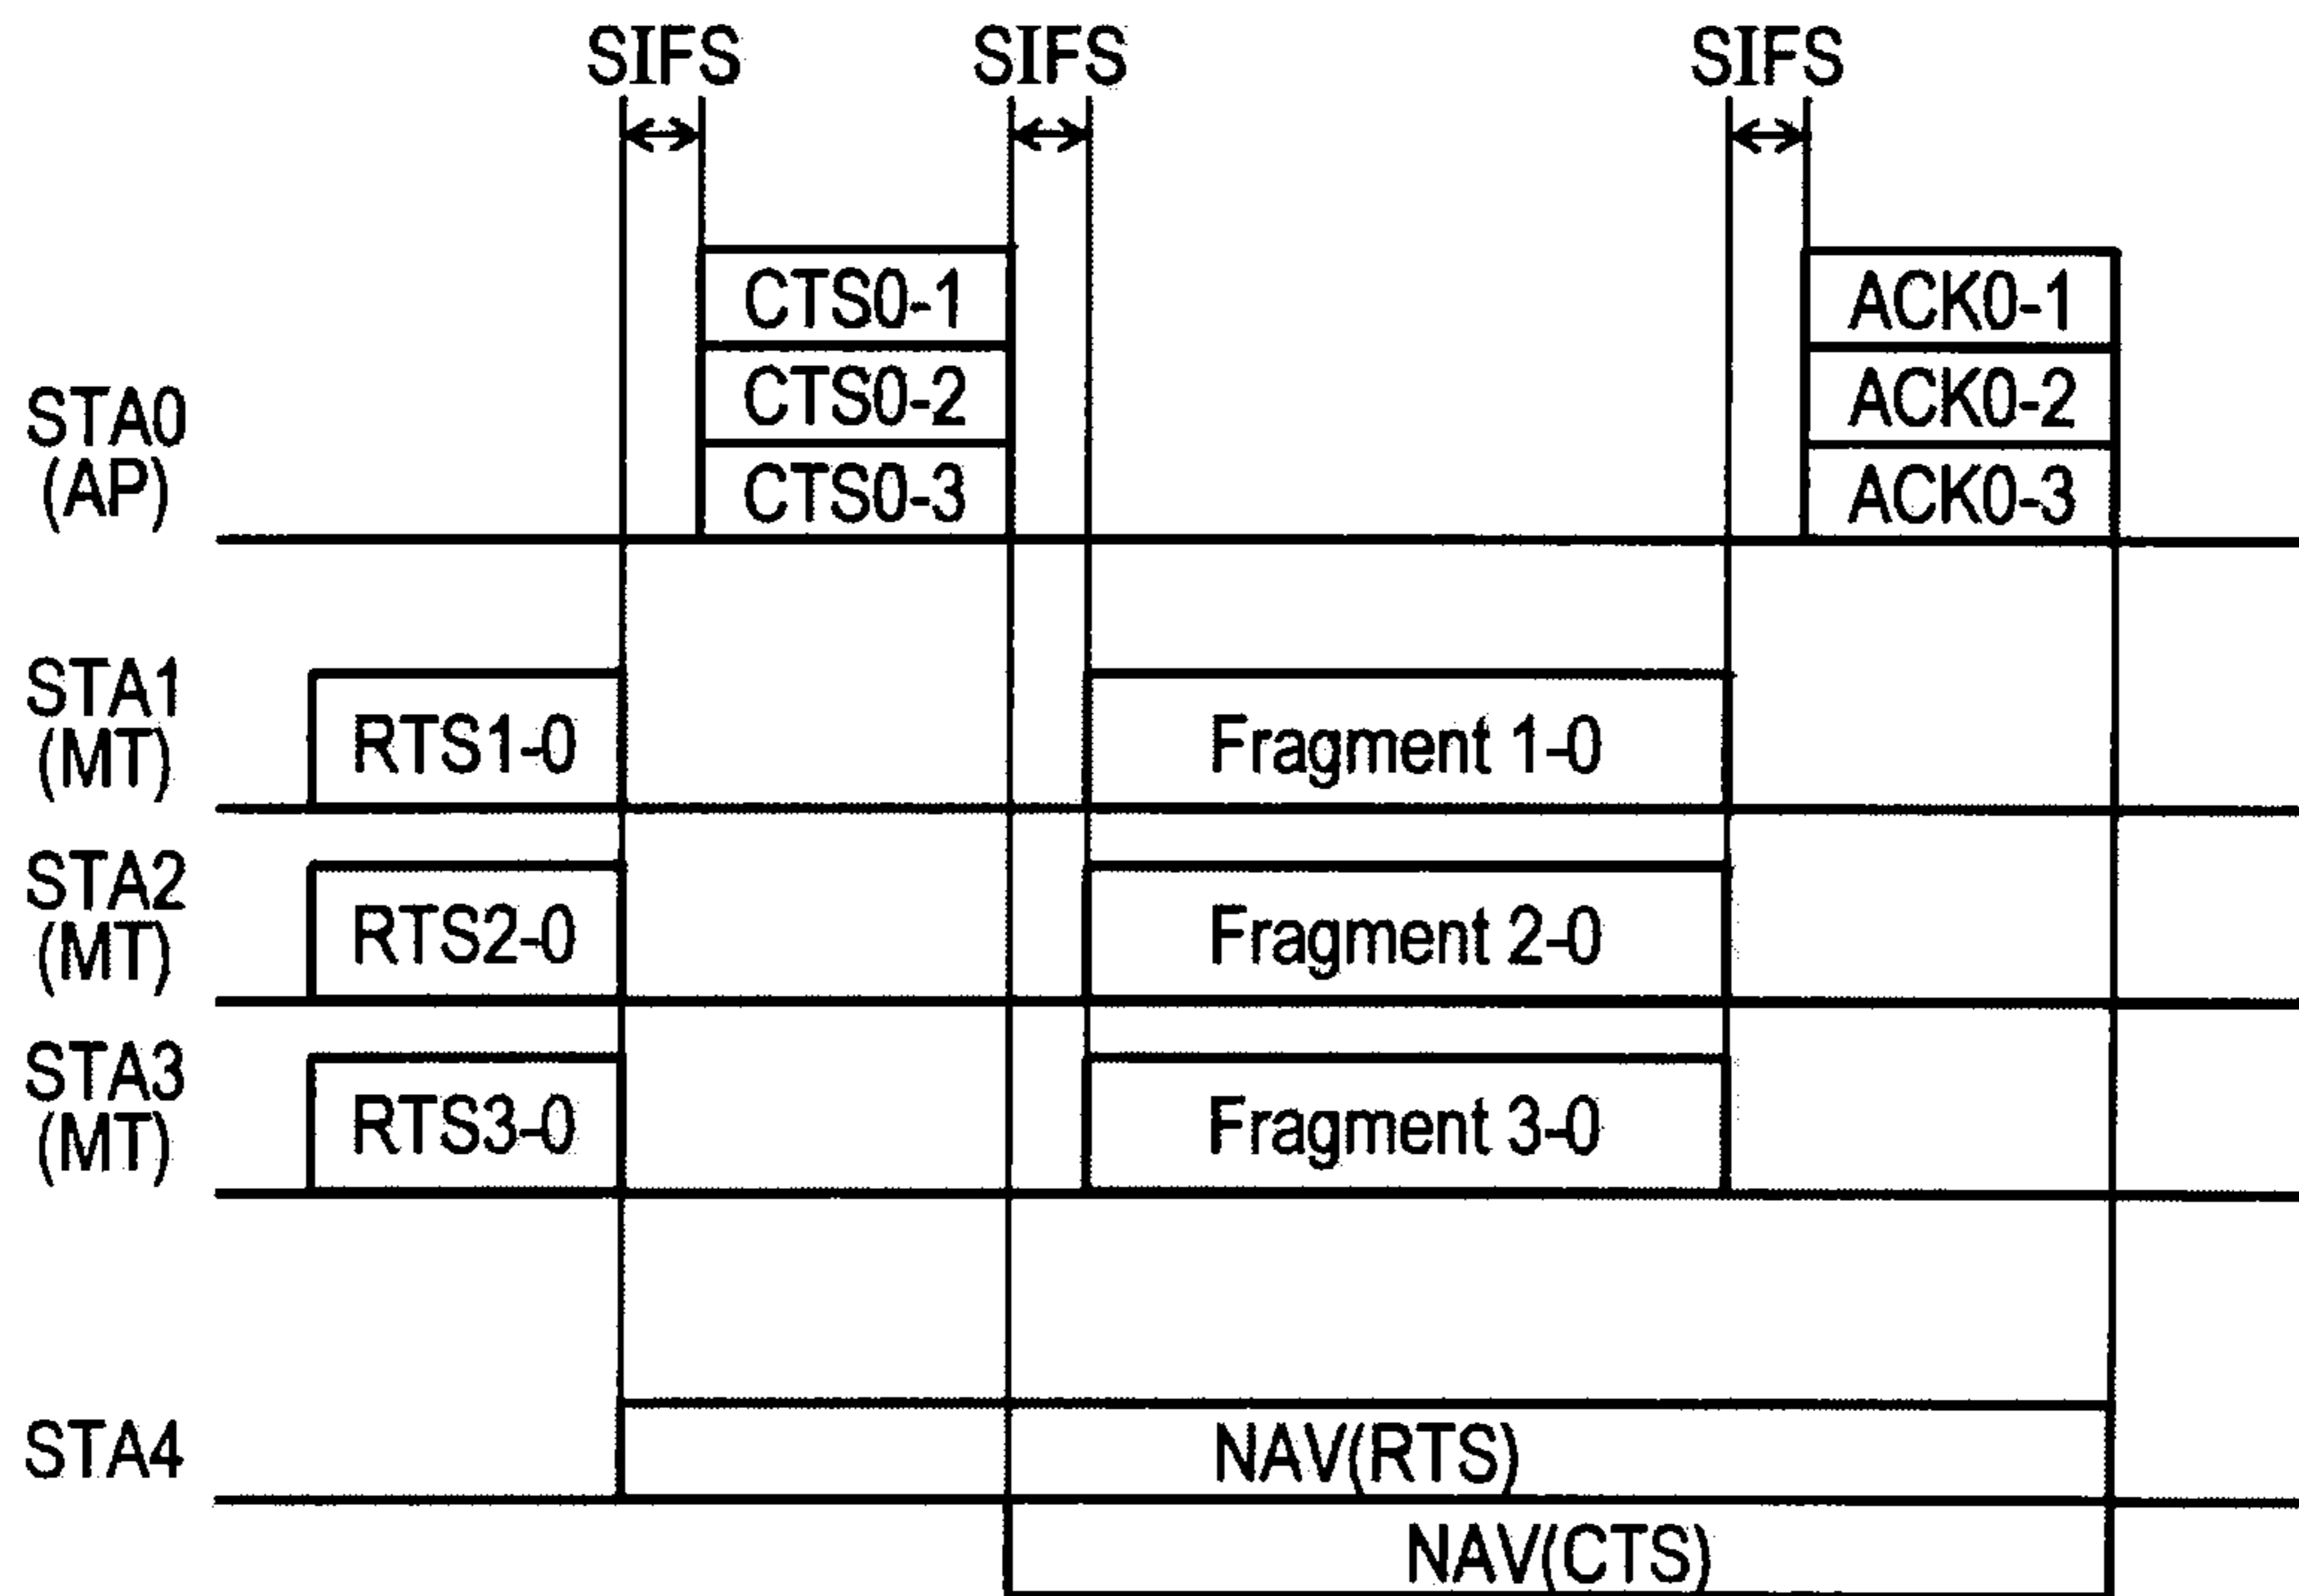 SIFS SIFS SIFS
CTS0-1 ACK0-1
CTS0-2 ACK0-2
CTS0-3 ACK0-3
STA0
(AP)
STA1
(MT)
RTS1-0 Fragment 1-0
STA2
(MT)
RTS2-0 Fragment 2-0
STA3
(MT)
RTS3-0 Fragment 3-0
STA4 NAV(RTS)
NAV(CTS)